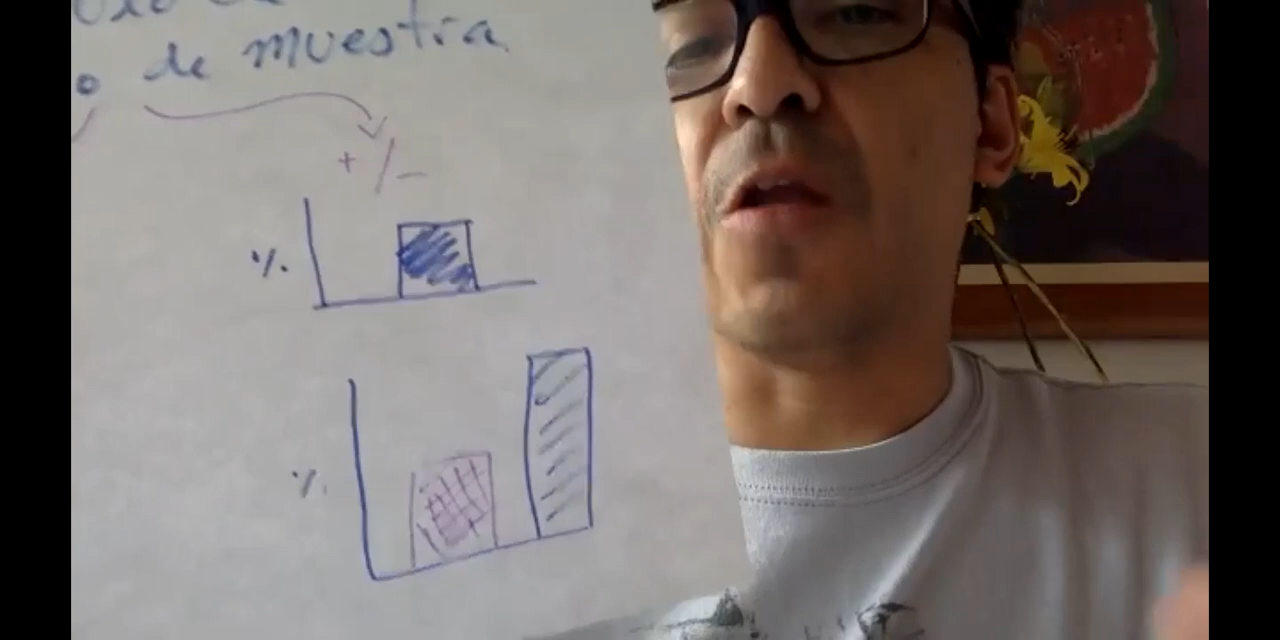 de muestra
+/-
%
%